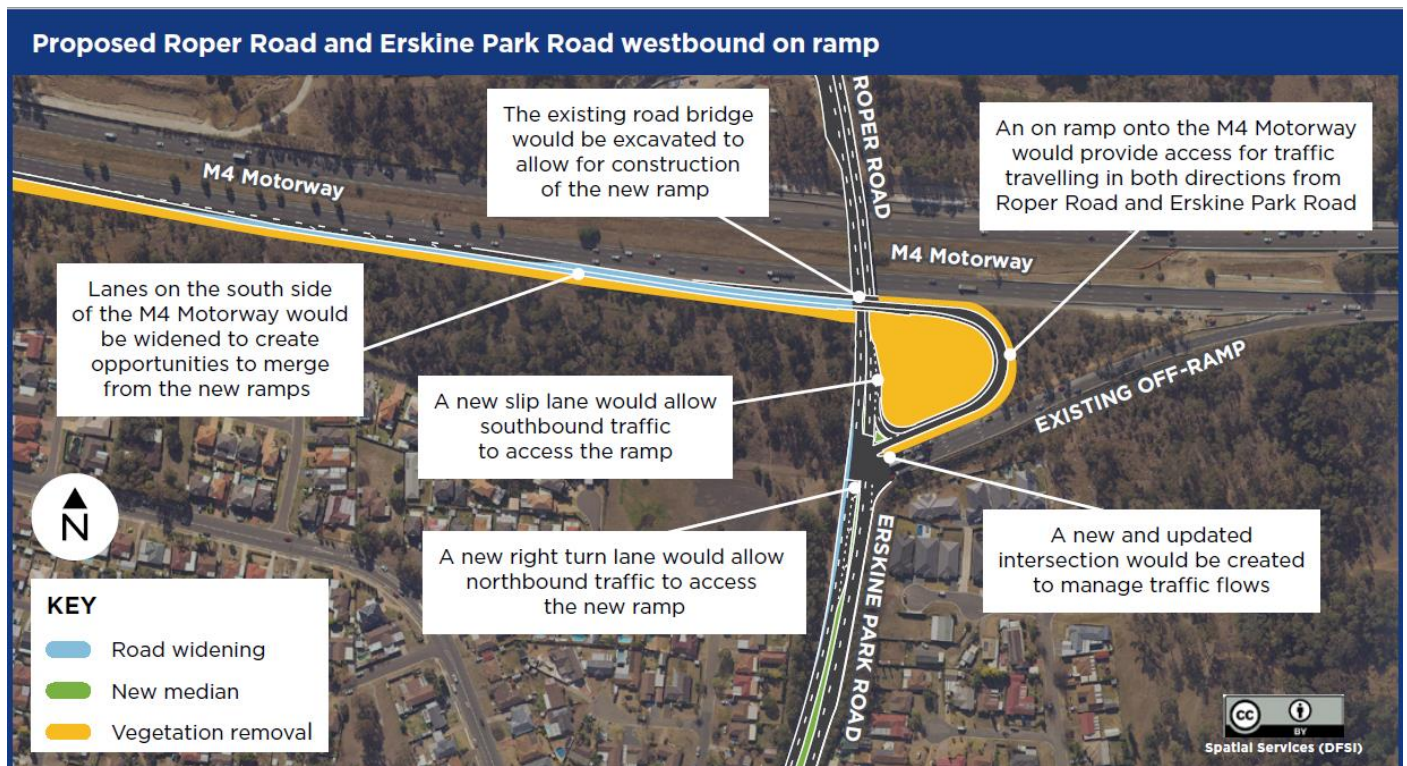 Proposed Roper Road and Erskine Park Road westbound on ramp
The existing road bridge
would be excavated to
allow for construction
of the new ramp
ROPER ROAD
An on ramp onto the M4 Motorway
would provide access for traffic
travelling in both directions from
Roper Road and Erskine Park Road
M4 Motorway
M4 Motorway
Lanes on the south side
of the M4 Motorway would
be widened to create
opportunities to merge
from the new ramps
EXISTING OFF-RAMP
A new slip lane would allow
southbound traffic
to access the ramp
N
A new right turn lane would allow
northbound traffic to access
the new ramp
ERSKINE PARK ROAD
A new and updated
intersection would be created
to manage traffic flows
KEY
Road widening
New median
Vegetation removal
cc
BY
Spatial Services (DFSI)